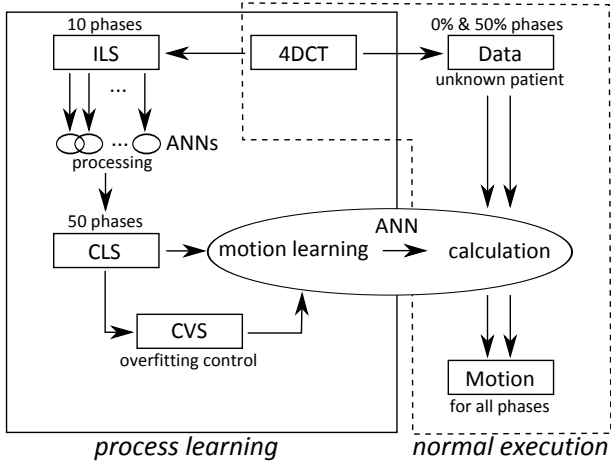 10 phases
0% & 50% phases
ILS
4DCT
Data
unknown patient
...
... ANNs
processing
50 phases
ANN
CLS
motion learning
calculation
CVS
overfitting control
Motion
for all phases
process learning
normal execution